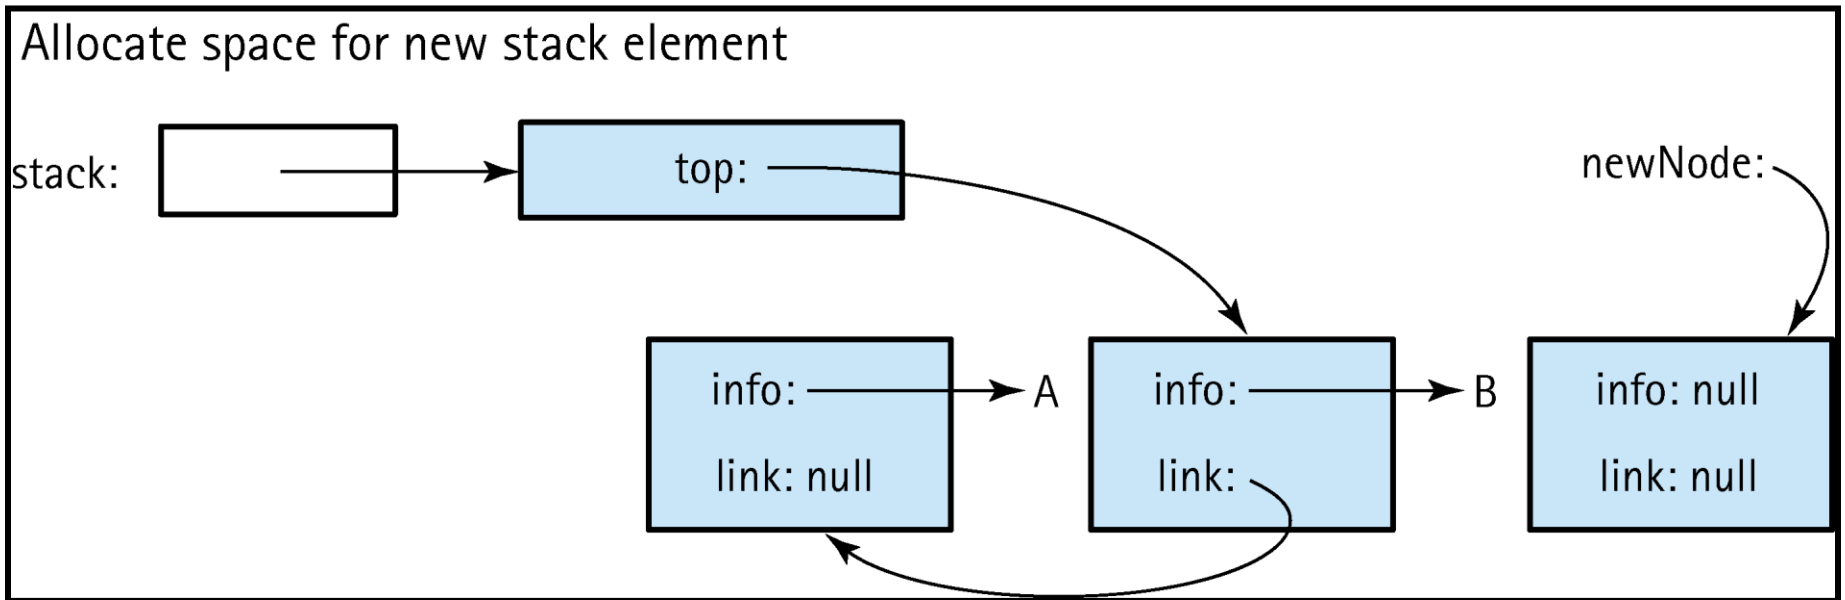 Allocate space for new stack element
stack:
top:
newNode:
info:
A
info:
B
info: null
link: null
link:
link: null